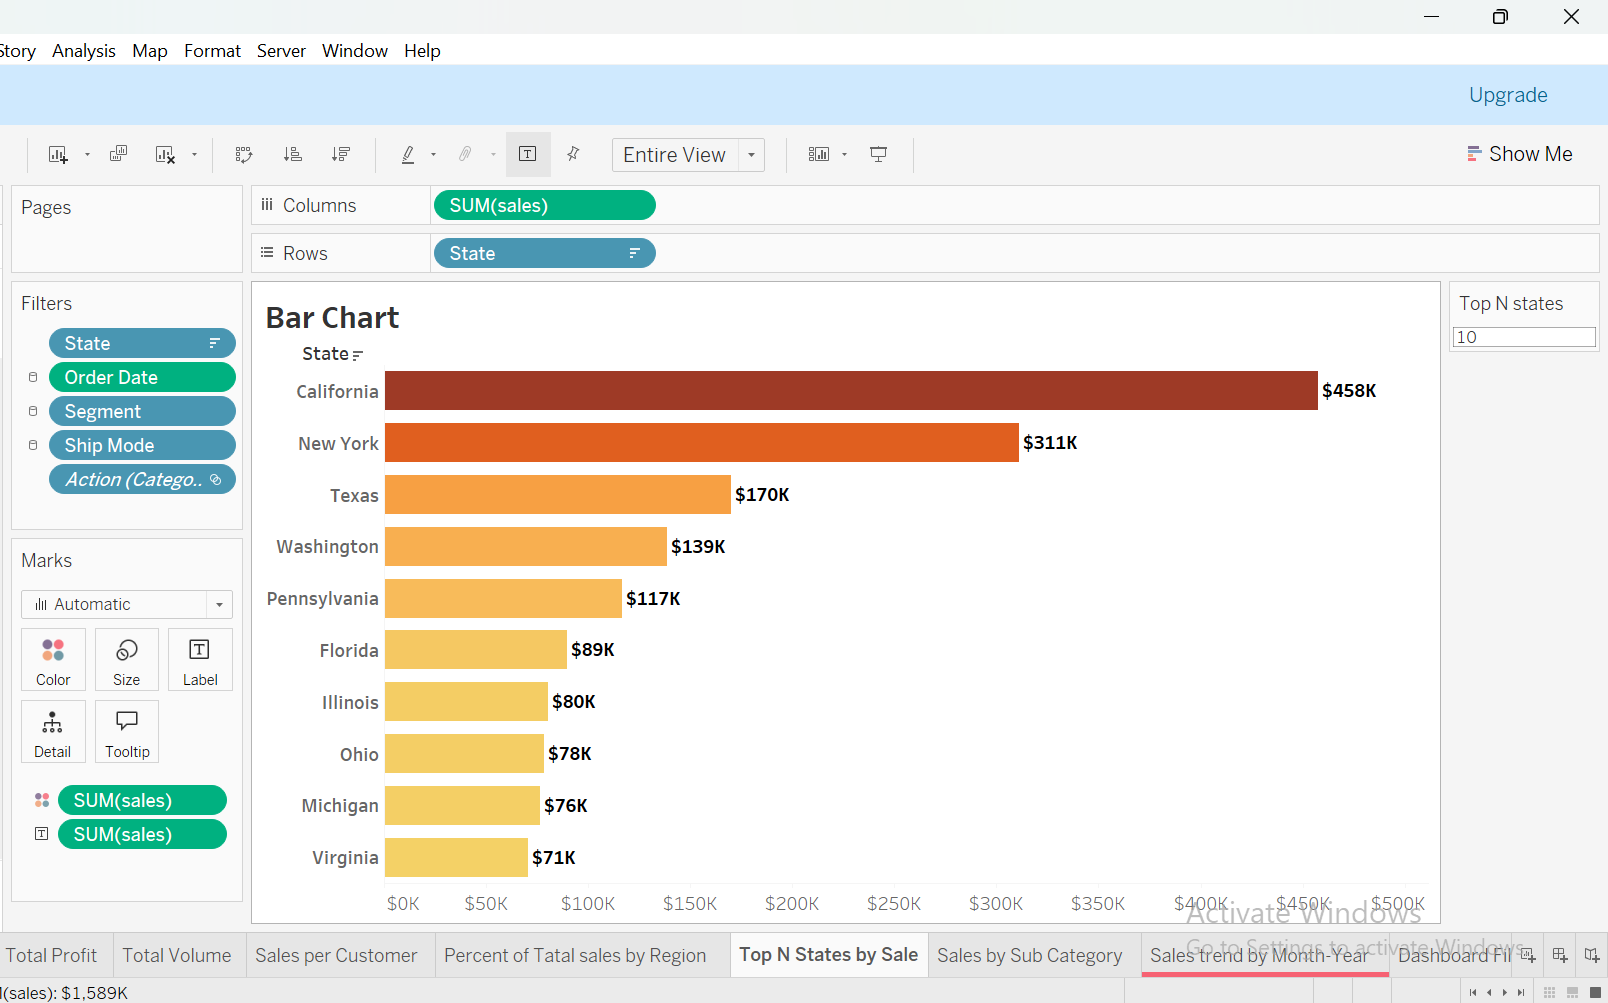 Story Analysis Map Format Server Window Help
Upgrade
Entire View
Show Me
Pages
Columns
SUM(sales)
Rows
State
Filters
State
Order Date
Segment
Ship Mode
Action (Catego..
Marks
Automatic
Color
Size
Label
Detail
Tooltip
SUM(sales)
SUM(sales)
Bar Chart
State
California $458K
New York $311K
Texas $170K
Washington $139K
Pennsylvania $117K
Florida $89K
Illinois $80K
Ohio $78K
Michigan $76K
Virginia $71K
$0K $50K $100K $150K $200K $250K $300K $350K $400K $450K $500K
Top N states
10
Activate Windows
Go to Settings to activate Windows.
Total Profit Total Volume Sales per Customer Percent of Tatal sales by Region Top N States by Sale Sales by Sub Category Sales trend by Month-Year Dashboard Fil
(sales): $1,589K